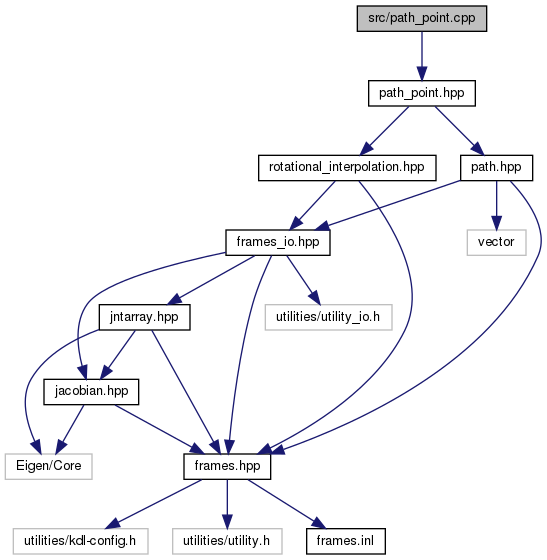 src/path_point.cpp
path_point.hpp
rotational_interpolation.hpp
path.hpp
frames_io.hpp
vector
jntarray.hpp
utilities/utility_io.h
jacobian.hpp
Eigen/Core
frames.hpp
utilities/kdl-config.h
utilities/utility.h
frames.inl